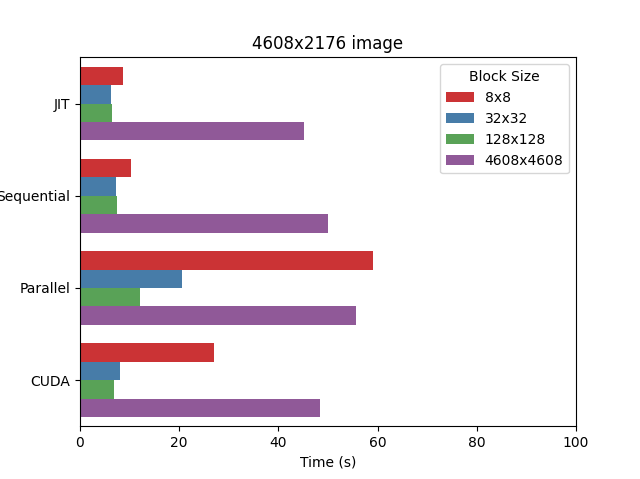 4608x2176 image
Block Size
8x8
32x32
128x128
4608x4608
JIT
Sequential
Parallel
CUDA
0 20 40 60 80 100
Time (s)